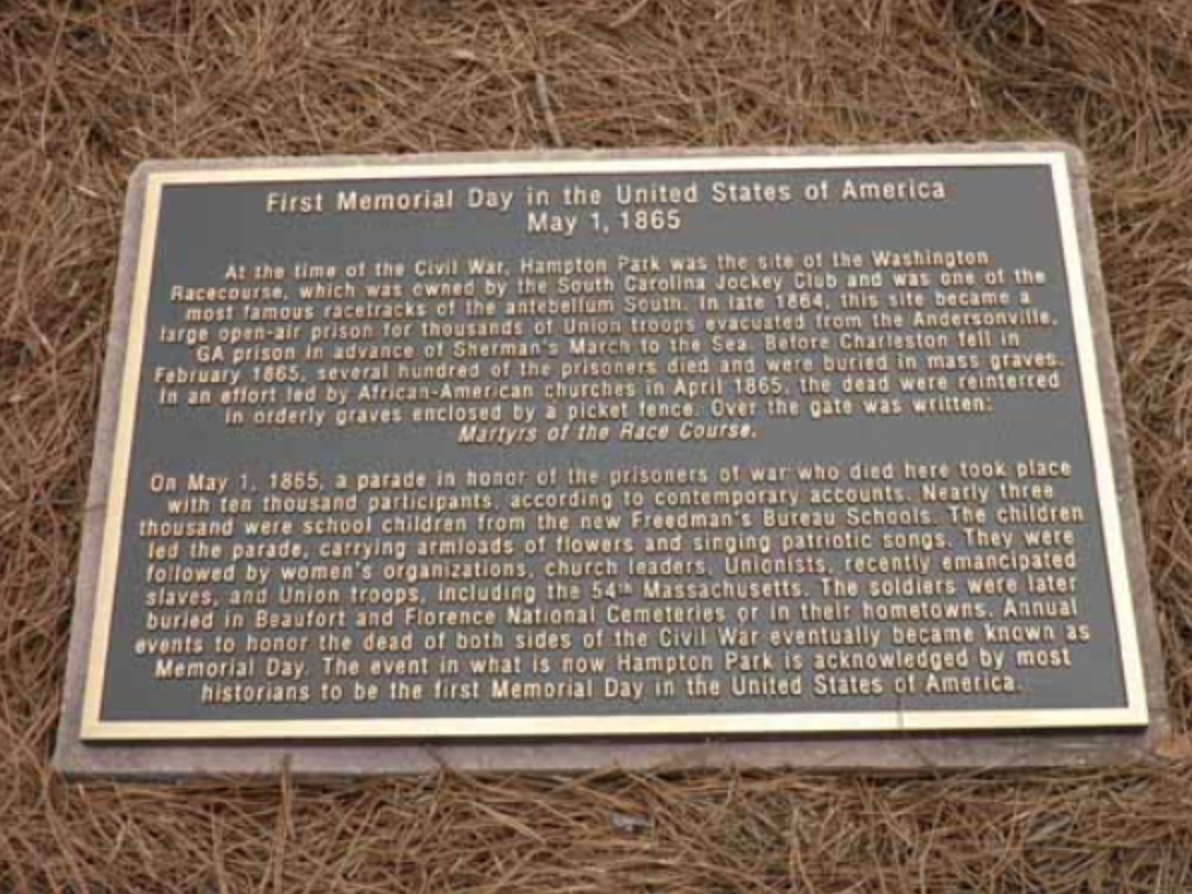 First Memorial Day in the United States of America
May 1, 1865
At the time of the Civil War, Hampton Park was the site of the Washington
Racecourse, which was owned by the South Carolina Jockey Club and was one of the
most famous racetracks of the antebellum South. In late 1864, this site became a
large open-air prison for thousands of Union troops evacuated from the Andersonville,
GA prison in advance of Sherman's March to the Sea. Before Charleston fell in
February 1865, several hundred of the prisoners died and were buried in mass graves.
In an effort led by African-American churches in April 1865, the dead were reinterred
in orderly graves enclosed by a picket fence. Over the gate was written:
Martyrs of the Race Course.
On May 1, 1865, a parade in honor of the prisoners of war who died here took place
with ten thousand participants, according to contemporary accounts. Nearly three
thousand were school children from the new Freedman's Bureau Schools. The children
led the parade, carrying armloads of flowers and singing patriotic songs. They were
followed by women's organizations, church leaders, Unionists, recently emancipated
slaves, and Union troops, including the 54th Massachusetts. The soldiers were later
buried in Beaufort and Florence National Cemeteries or in their hometowns. Annual
events to honor the dead of both sides of the Civil War eventually became known as
Memorial Day. The event in what is now Hampton Park is acknowledged by most
historians to be the first Memorial Day in the United States of America.